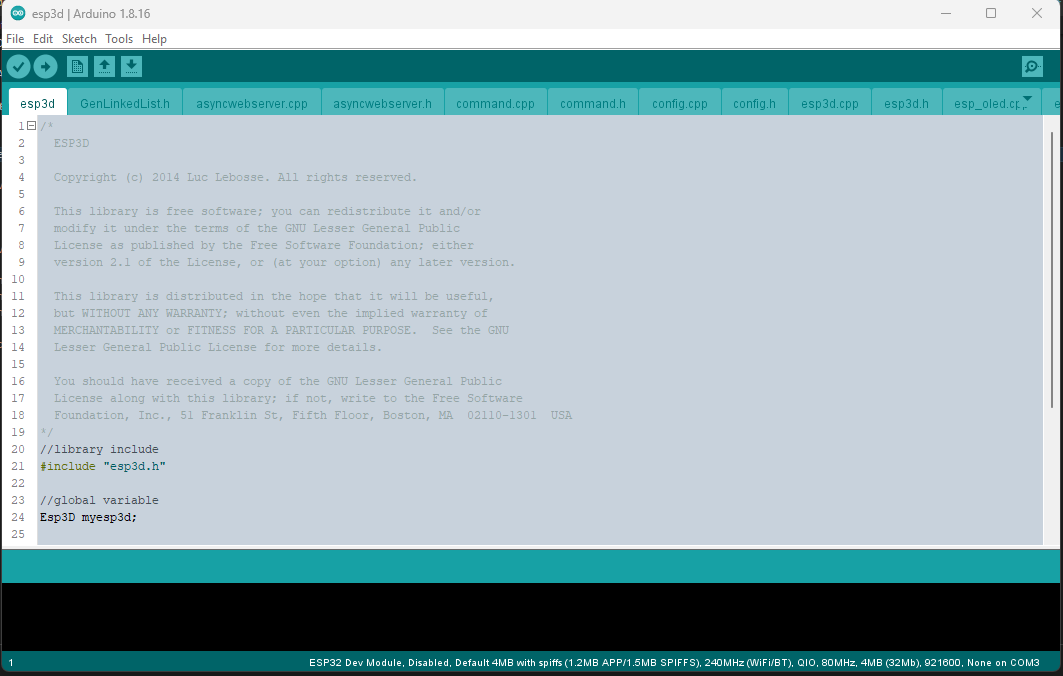 esp3d | Arduino 1.8.16
File Edit Sketch Tools Help
esp3d GenLinkedList.h asyncwebserver.cpp asyncwebserver.h command.cpp command.h config.cpp config.h esp3d.cpp esp3d.h esp_oled.cp
1 /*
2 ESP3D
3
4 Copyright (c) 2014 Luc Lebosse. All rights reserved.
5
6 This library is free software; you can redistribute it and/or
7 modify it under the terms of the GNU Lesser General Public
8 License as published by the Free Software Foundation; either
9 version 2.1 of the License, or (at your option) any later version.
10
11 This library is distributed in the hope that it will be useful,
12 but WITHOUT ANY WARRANTY; without even the implied warranty of
13 MERCHANTABILITY or FITNESS FOR A PARTICULAR PURPOSE.  See the GNU
14 Lesser General Public License for more details.
15
16 You should have received a copy of the GNU Lesser General Public
17 License along with this library; if not, write to the Free Software
18 Foundation, Inc., 51 Franklin St, Fifth Floor, Boston, MA  02110-1301  USA
19 */
20 //library include
21 #include "esp3d.h"
22
23 //global variable
24 Esp3D myesp3d;
25
1 ESP32 Dev Module, Disabled, Default 4MB with spiffs (1.2MB APP/1.5MB SPIFFS), 240MHz (WiFi/BT), QIO, 80MHz, 4MB (32Mb), 921600, None on COM3